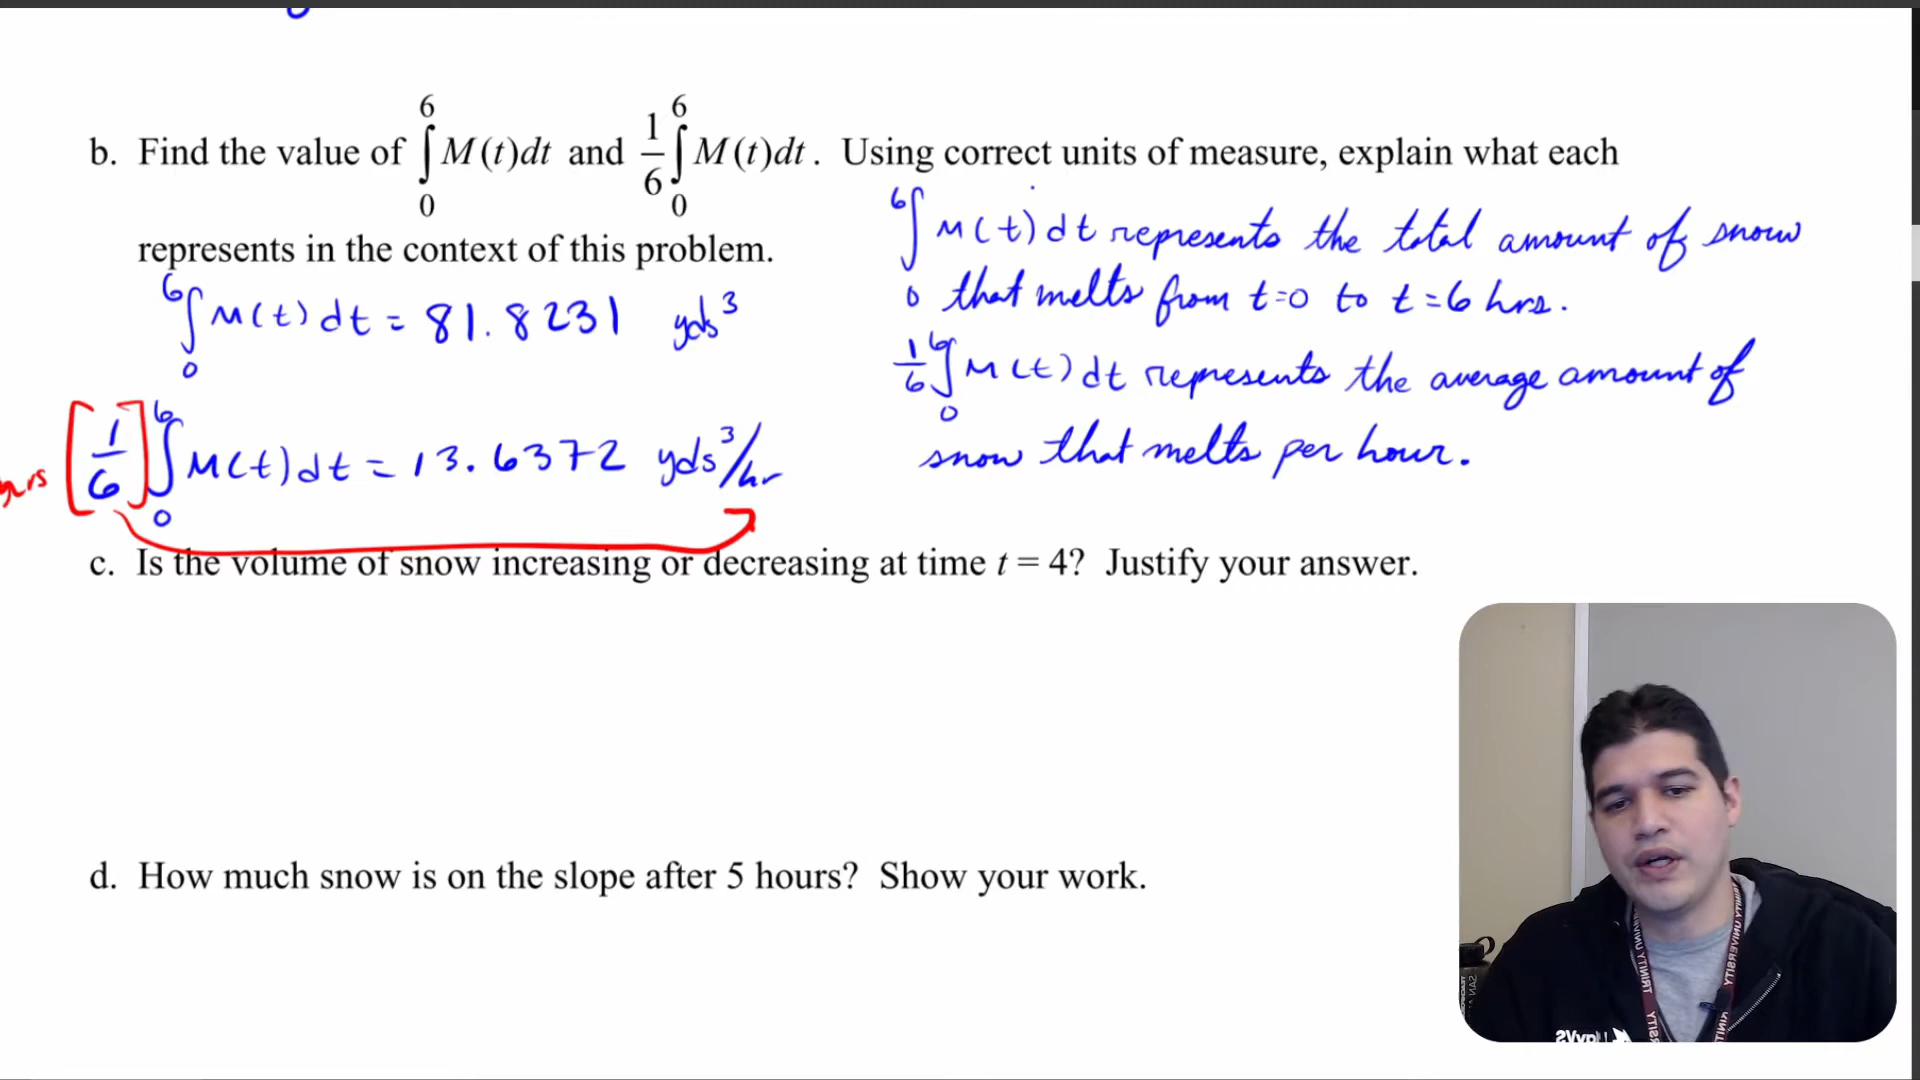 b. Find the value of ∫₀⁶ M(t)dt and 1/6 ∫₀⁶ M(t)dt. Using correct units of measure, explain what each
represents in the context of this problem.
∫₀⁶ M(t)dt = 81.8231 yds³
[1/6] ∫₀⁶ M(t)dt = 13.6372 yds³/hr
∫₀⁶ M(t)dt represents the total amount of snow
that melts from t=0 to t=6 hrs.
1/6 ∫₀⁶ M(t)dt represents the average amount of
snow that melts per hour.
c. Is the volume of snow increasing or decreasing at time t = 4? Justify your answer.
d. How much snow is on the slope after 5 hours? Show your work.
TRINITY UNIVERSITY